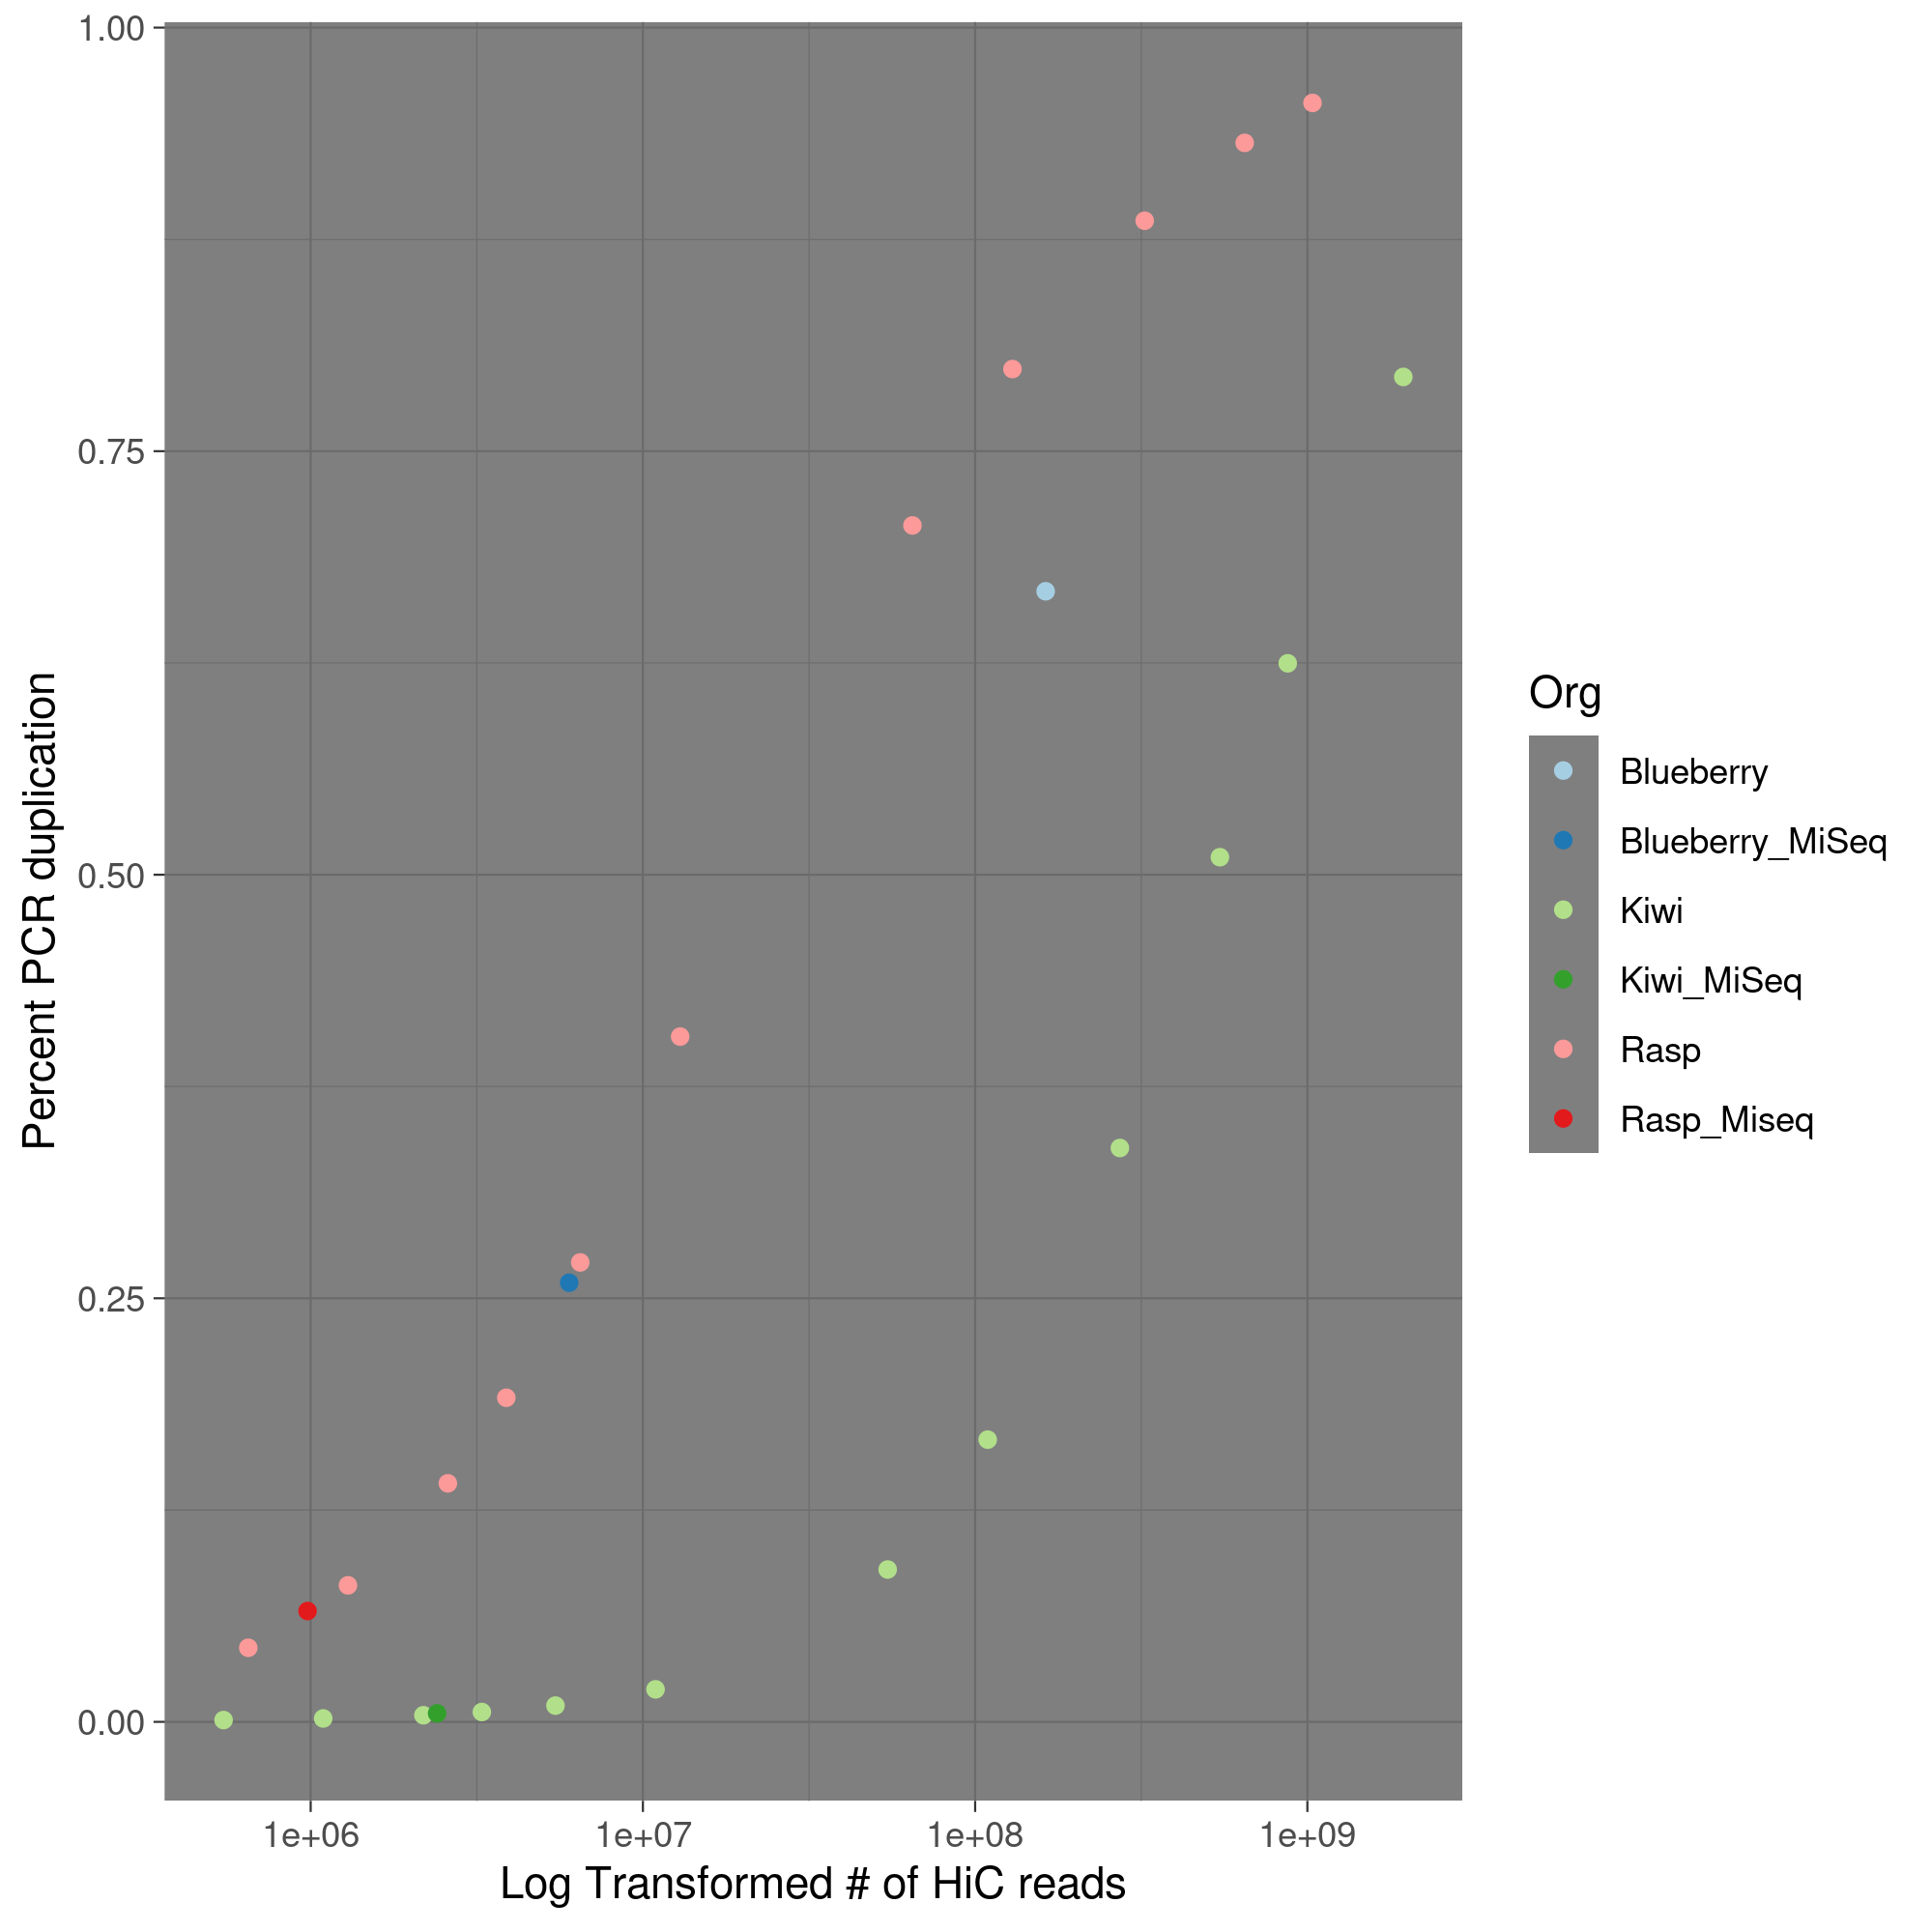 Percent PCR duplication
1.00
0.75
0.50
0.25
0.00
1e+06 1e+07 1e+08 1e+09
Log Transformed # of HiC reads
Org
Blueberry
Blueberry_MiSeq
Kiwi
Kiwi_MiSeq
Rasp
Rasp_Miseq